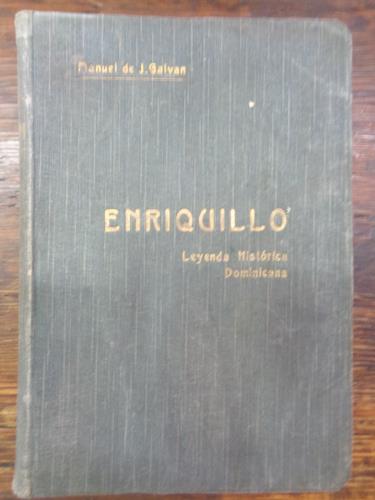 Manuel de J. Galvan
ENRIQUILLO
Leyenda Histórica
Dominicana